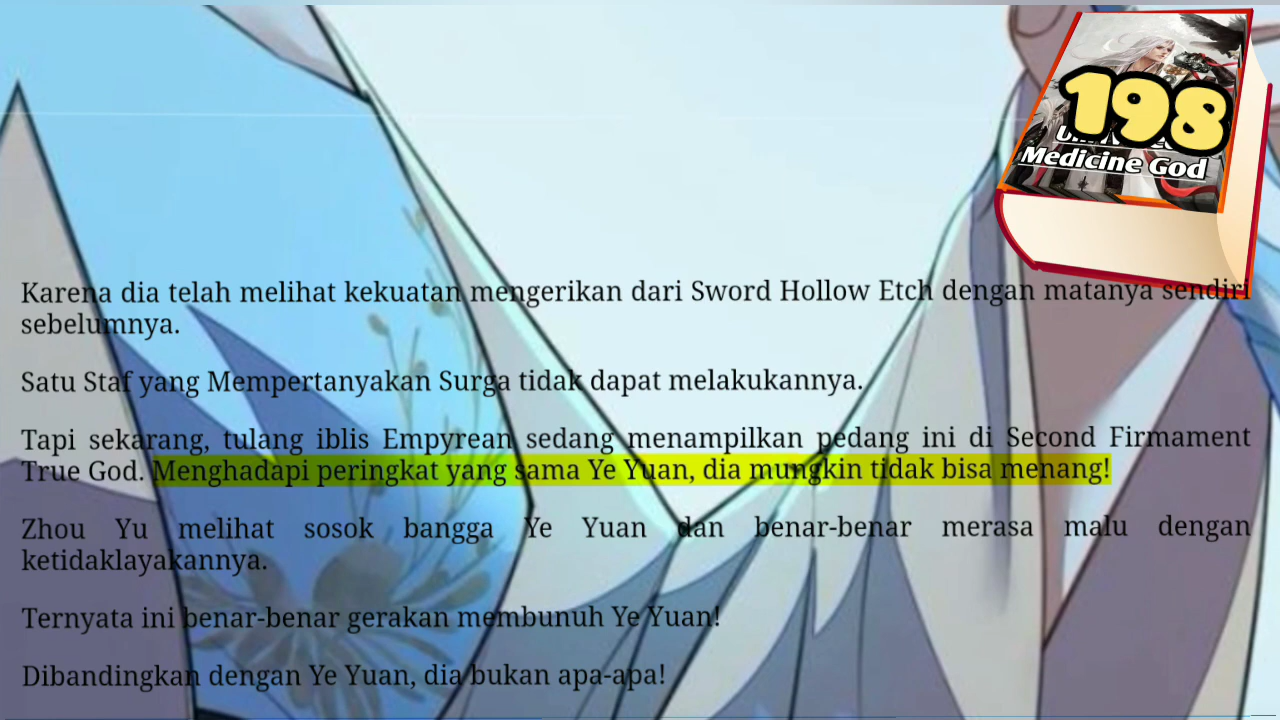 198
Medicine God
Karena dia telah melihat kekuatan mengerikan dari Sword Hollow Etch dengan matanya sendiri
sebelumnya.
Satu Staf yang Mempertanyakan Surga tidak dapat melakukannya.
Tapi sekarang, tulang iblis Empyrean sedang menampilkan pedang ini di Second Firmament
True God. Menghadapi peringkat yang sama Ye Yuan, dia mungkin tidak bisa menang!
Zhou Yu melihat sosok bangga Ye Yuan dan benar-benar merasa malu dengan
ketidaklayakannya.
Ternyata ini benar-benar gerakan membunuh Ye Yuan!
Dibandingkan dengan Ye Yuan, dia bukan apa-apa!